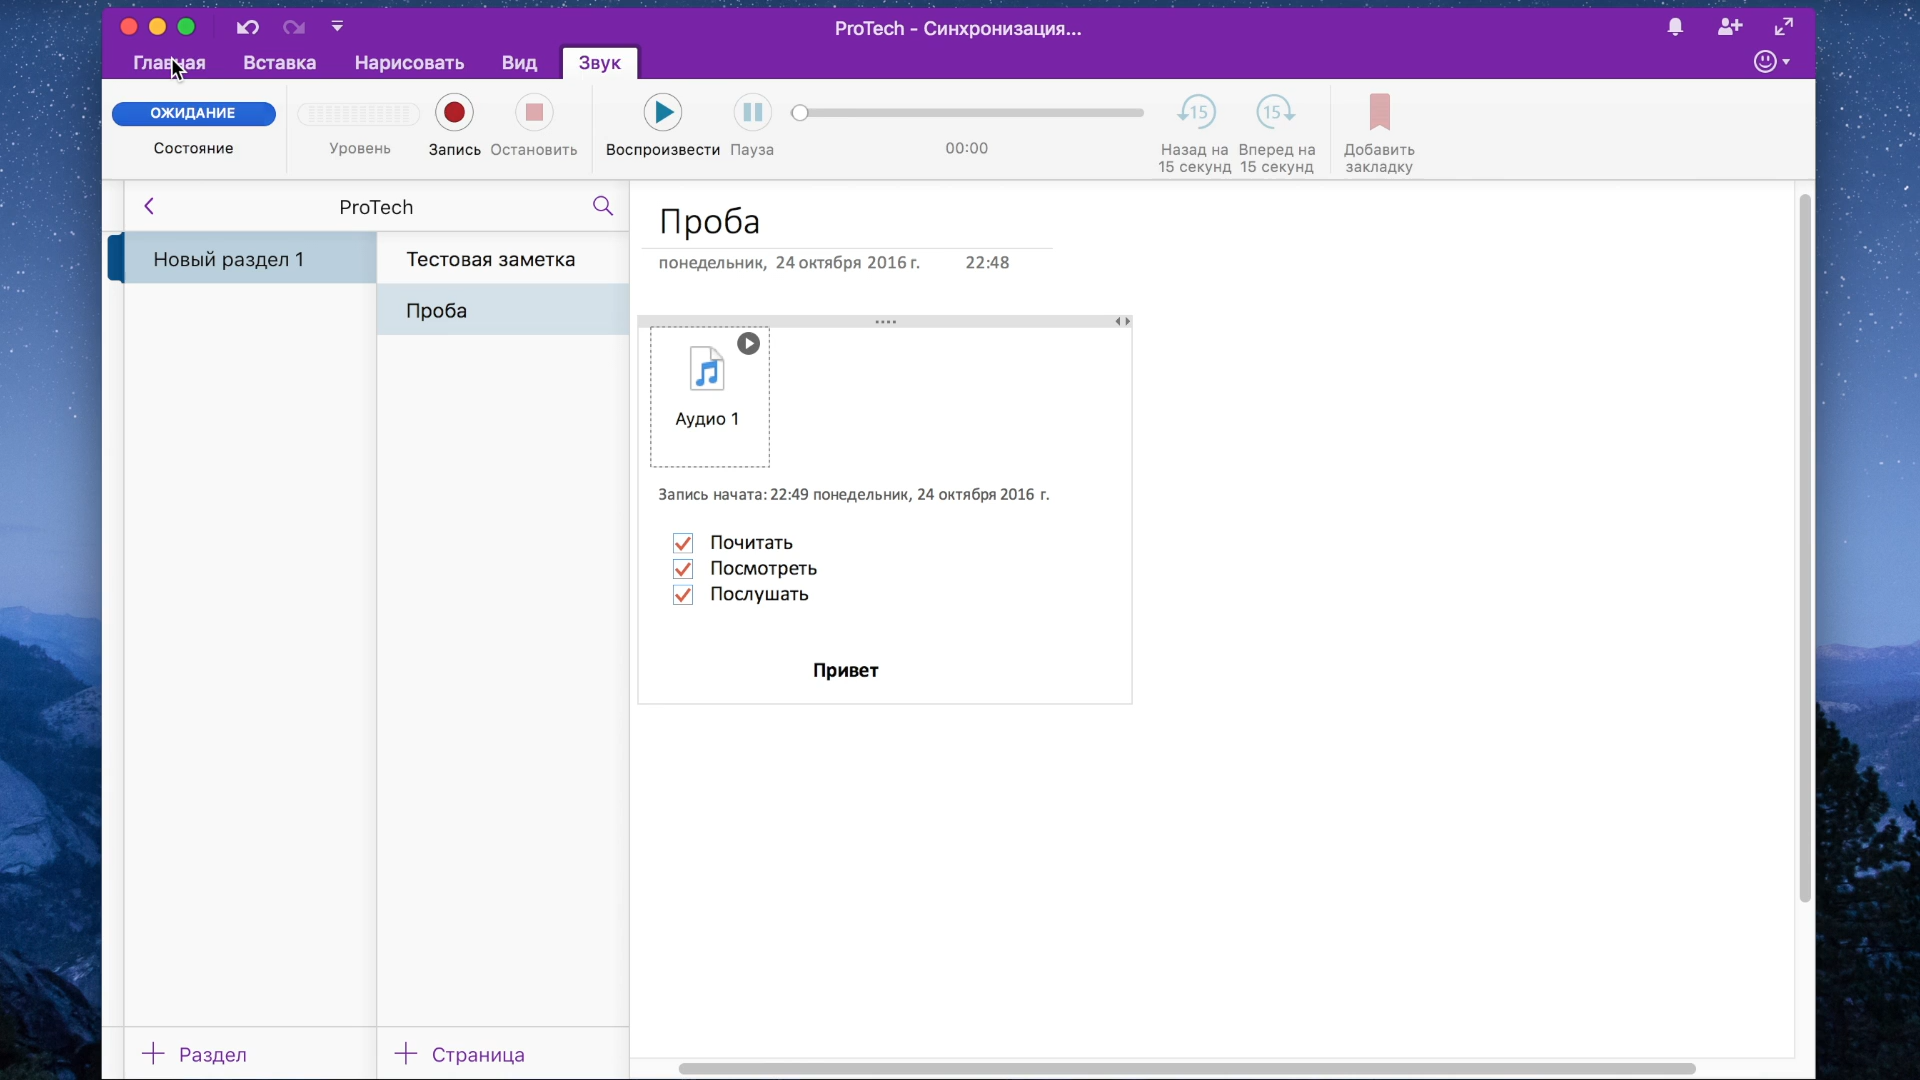 ProTech - Синхронизация...
Главная Вставка Нарисовать Вид Звук
ОЖИДАНИЕ
Состояние
Уровень
Запись
Остановить
Воспроизвести
Пауза
00:00
15
Назад на
15 секунд
15
Вперед на
15 секунд
Добавить
закладку
ProTech
Новый раздел 1
Тестовая заметка
Проба
Проба
понедельник, 24 октября 2016 г. 22:48
Аудио 1
Запись начата: 22:49 понедельник, 24 октября 2016 г.
Почитать
Посмотреть
Послушать
Привет
Раздел
Страница